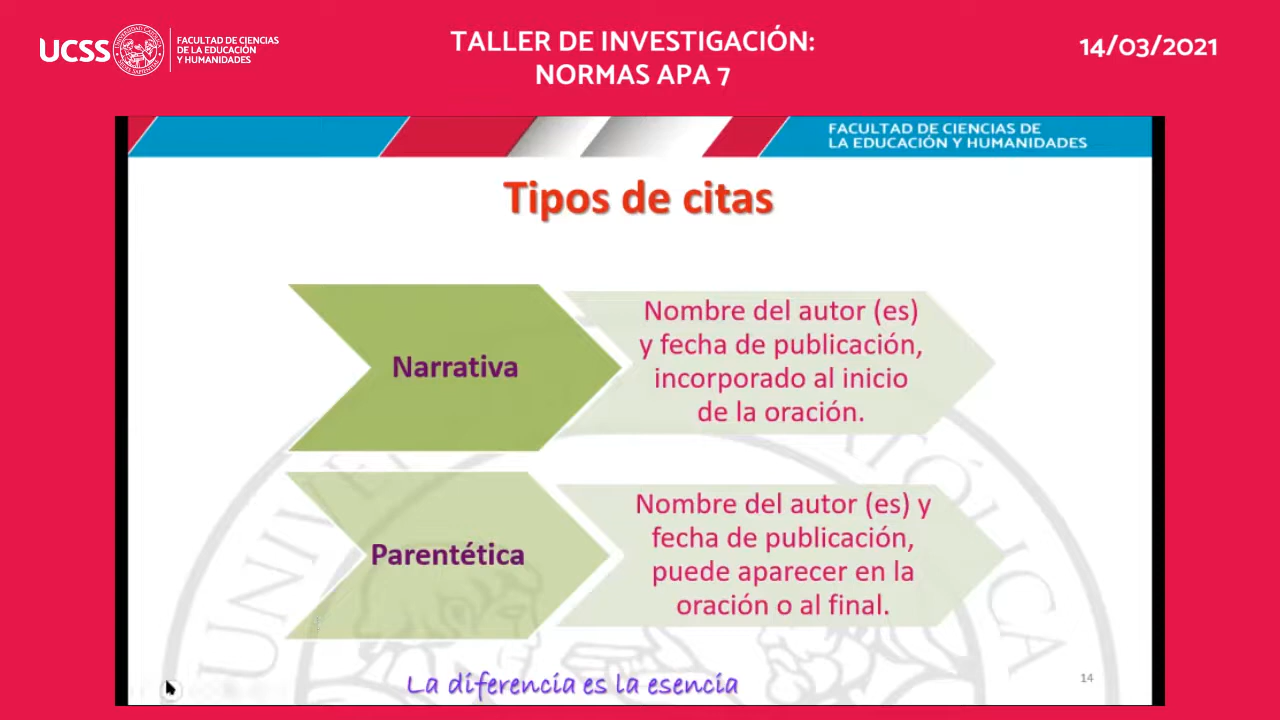 UCSS
FACULTAD DE CIENCIAS
DE LA EDUCACIÓN
Y HUMANIDADES
TALLER DE INVESTIGACIÓN:
NORMAS APA 7
14/03/2021
FACULTAD DE CIENCIAS DE
LA EDUCACIÓN Y HUMANIDADES
Tipos de citas
Narrativa
Nombre del autor (es)
y fecha de publicación,
incorporado al inicio
de la oración.
Parentética
Nombre del autor (es) y
fecha de publicación,
puede aparecer en la
oración o al final.
La diferencia es la esencia
14